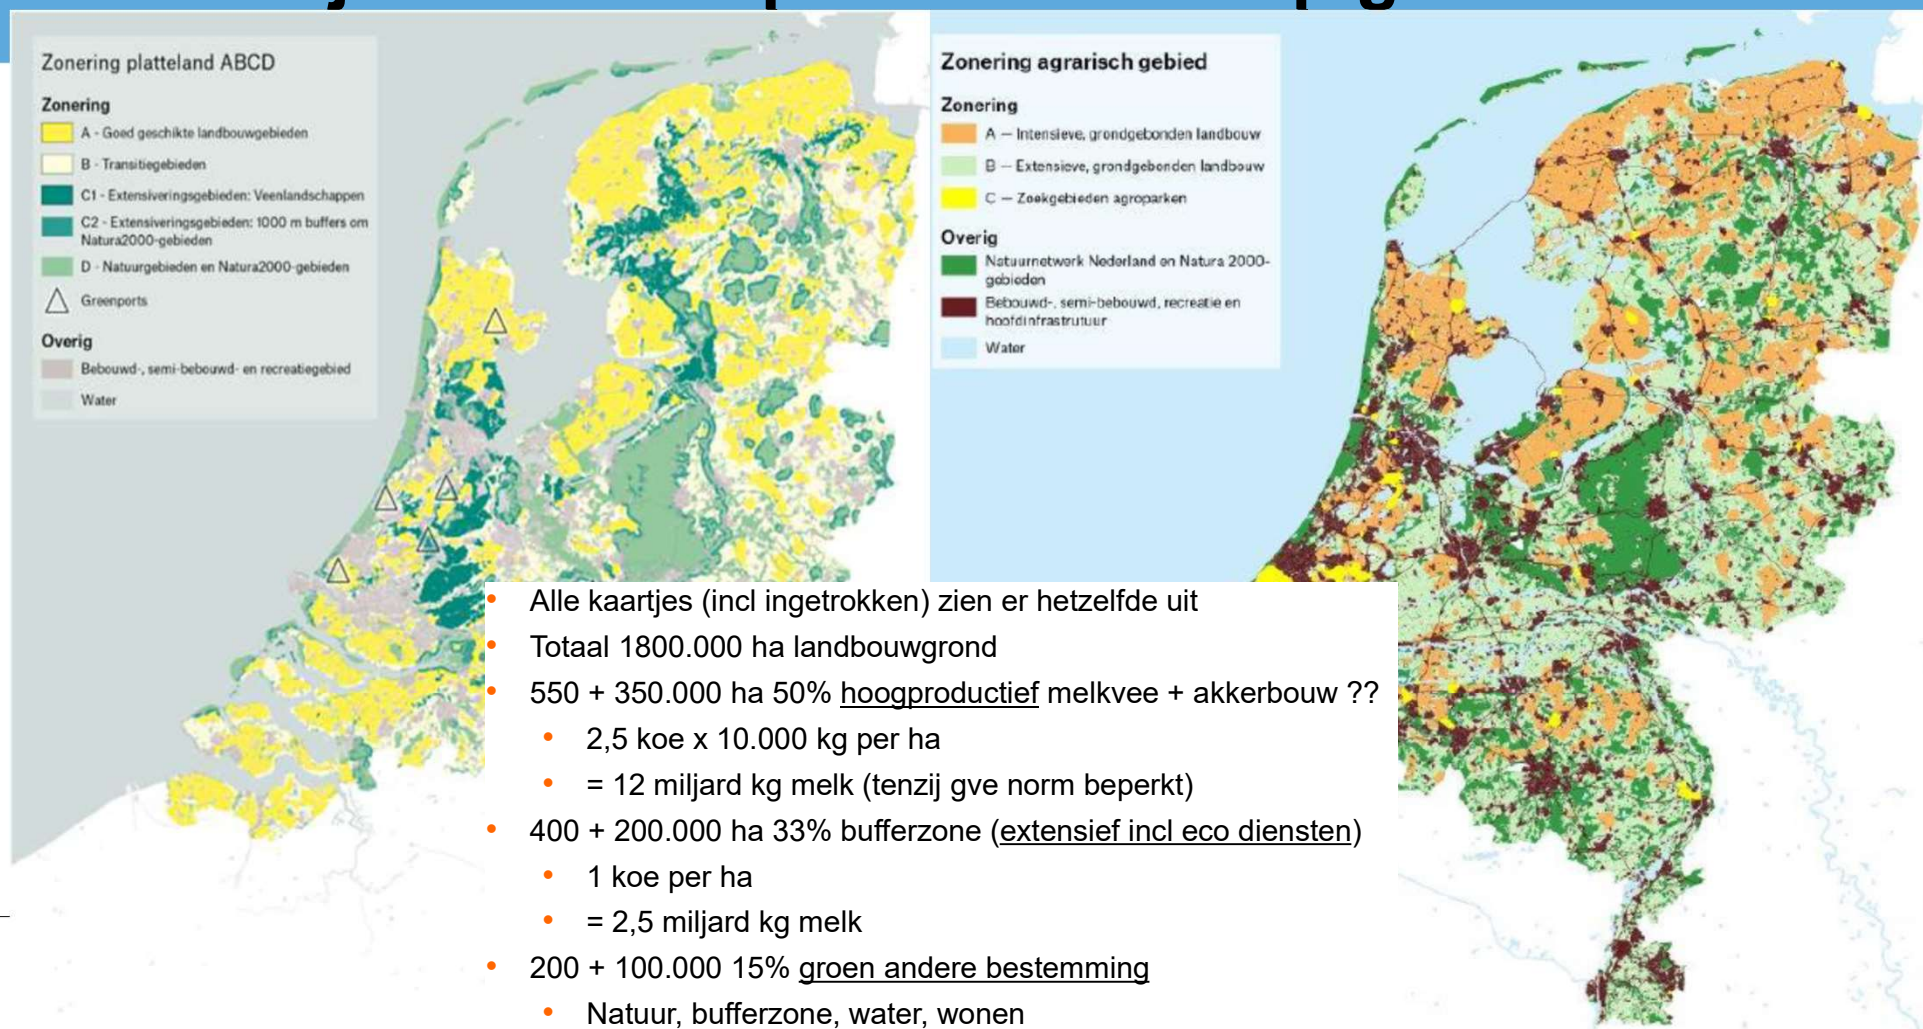 Zonering platteland ABCD
Zonering
A - Goed geschikte landbouwgebieden
B - Transitiegebieden
C1 - Extensiveringsgebieden: Veenlandschappen
C2 - Extensiveringsgebieden: 1000 m buffers om
Natura2000-gebieden
D - Natuurgebieden en Natura2000-gebieden
Greenports
Overig
Bebouwd-, semi-bebouwd- en recreatiegebied
Water
Zonering agrarisch gebied
Zonering
A — Intensieve, grondgebonden landbouw
B — Extensieve, grondgebonden landbouw
C — Zoekgebieden agroparken
Overig
Natuurnetwerk Nederland en Natura 2000-
gebieden
Bebouwd-, semi-bebouwd, recreatie en
hoofdinfrastrutuur
Water
• Alle kaartjes (incl ingetrokken) zien er hetzelfde uit
• Totaal 1800.000 ha landbouwgrond
• 550 + 350.000 ha 50% hoogproductief melkvee + akkerbouw ??
• 2,5 koe x 10.000 kg per ha
• = 12 miljard kg melk (tenzij gve norm beperkt)
• 400 + 200.000 ha 33% bufferzone (extensief incl eco diensten)
• 1 koe per ha
• = 2,5 miljard kg melk
• 200 + 100.000 15% groen andere bestemming
• Natuur, bufferzone, water, wonen